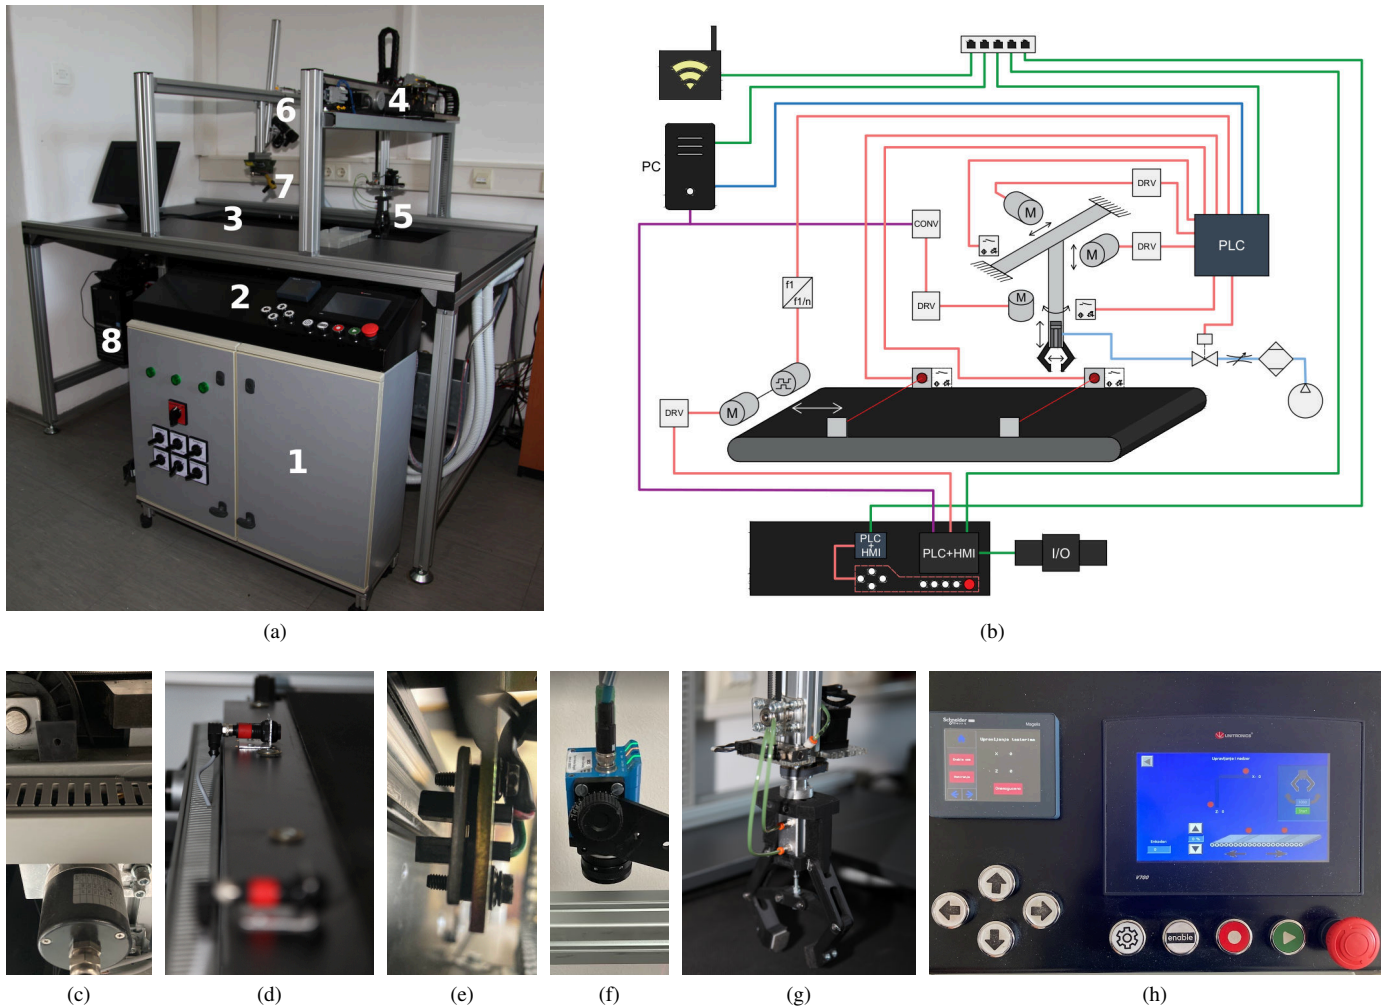 6
4
7
3
5
2
8
1
(a)
PC
CONV
DRV
M
DRV
M
DRV
PLC
f1
f1/n
DRV
M
M
PLC
+
HMI
PLC+HMI
I/O
(b)
Schneider
Magelis
UNITRONICS
V700
enable
(c)
(d)
(e)
(f)
(g)
(h)